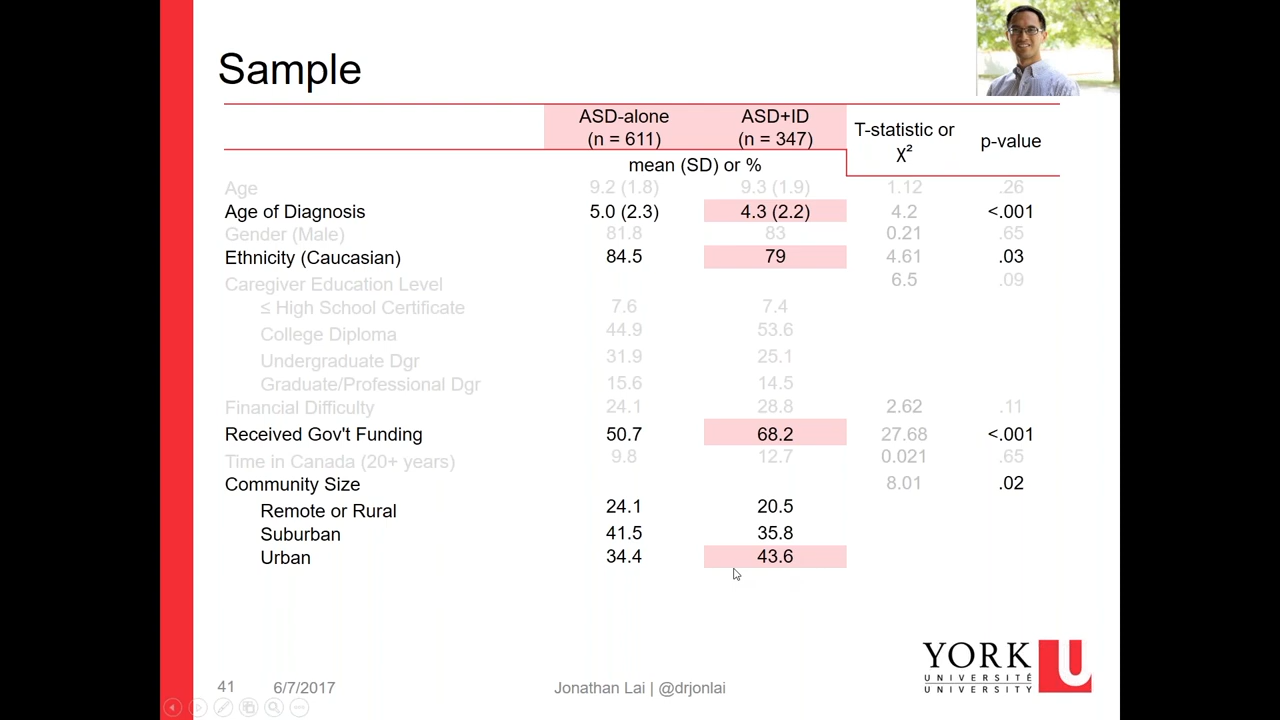 Sample
ASD-alone ASD+ID T-statistic or χ² p-value
(n = 611) (n = 347)
mean (SD) or %
Age 9.2 (1.8) 9.3 (1.9) 1.12 .26
Age of Diagnosis 5.0 (2.3) 4.3 (2.2) 4.2 <.001
Gender (Male) 81.8 83 0.21 .65
Ethnicity (Caucasian) 84.5 79 4.61 .03
Caregiver Education Level 6.5 .09
≤ High School Certificate 7.6 7.4
College Diploma 44.9 53.6
Undergraduate Dgr 31.9 25.1
Graduate/Professional Dgr 15.6 14.5
Financial Difficulty 24.1 28.8 2.62 .11
Received Gov't Funding 50.7 68.2 27.68 <.001
Time in Canada (20+ years) 9.8 12.7 0.021 .65
Community Size 8.01 .02
Remote or Rural 24.1 20.5
Suburban 41.5 35.8
Urban 34.4 43.6
YORK U
UNIVERSITÉ
UNIVERSITY
41 6/7/2017 Jonathan Lai | @drjonlai